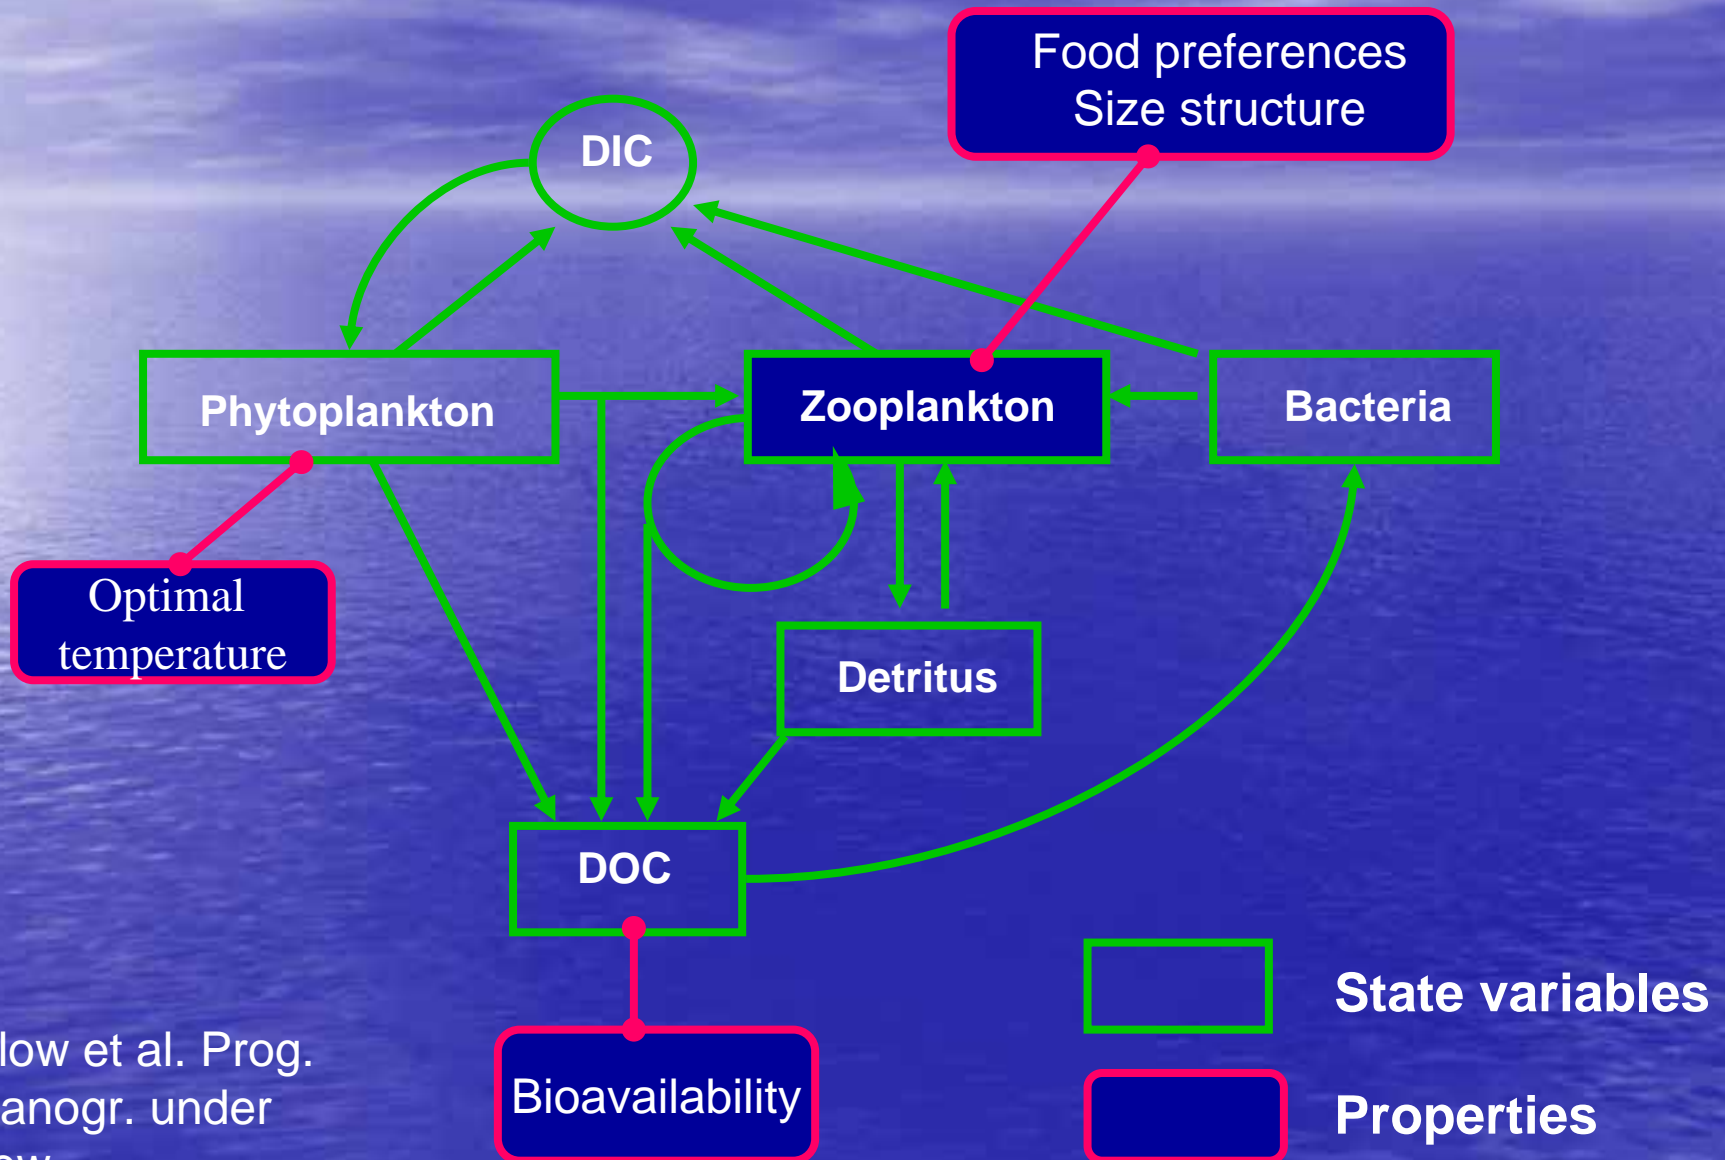 Food preferences
Size structure
DIC
Phytoplankton
Zooplankton
Bacteria
Optimal
temperature
Detritus
DOC
State variables
low et al. Prog.
anogr. under
Bioavailability
Properties